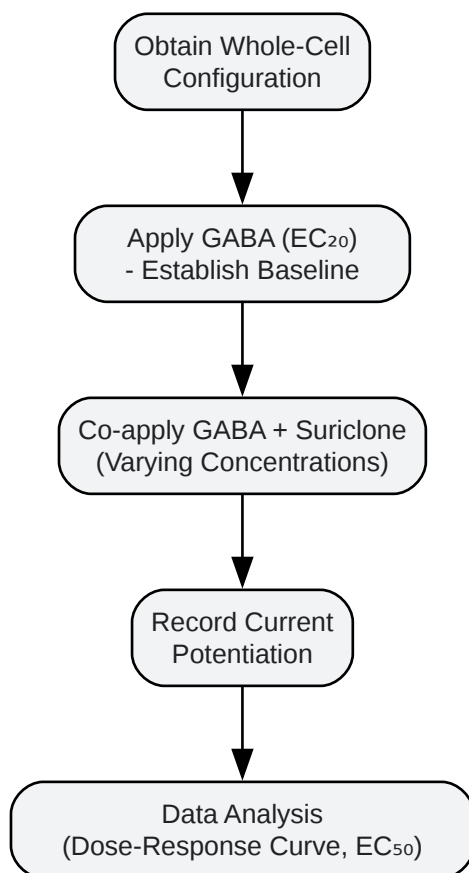 Obtain Whole-Cell
Configuration
Apply GABA (EC₂₀)
- Establish Baseline
Co-apply GABA + Suriclone
(Varying Concentrations)
Record Current
Potentiation
Data Analysis
(Dose-Response Curve, EC₅₀)